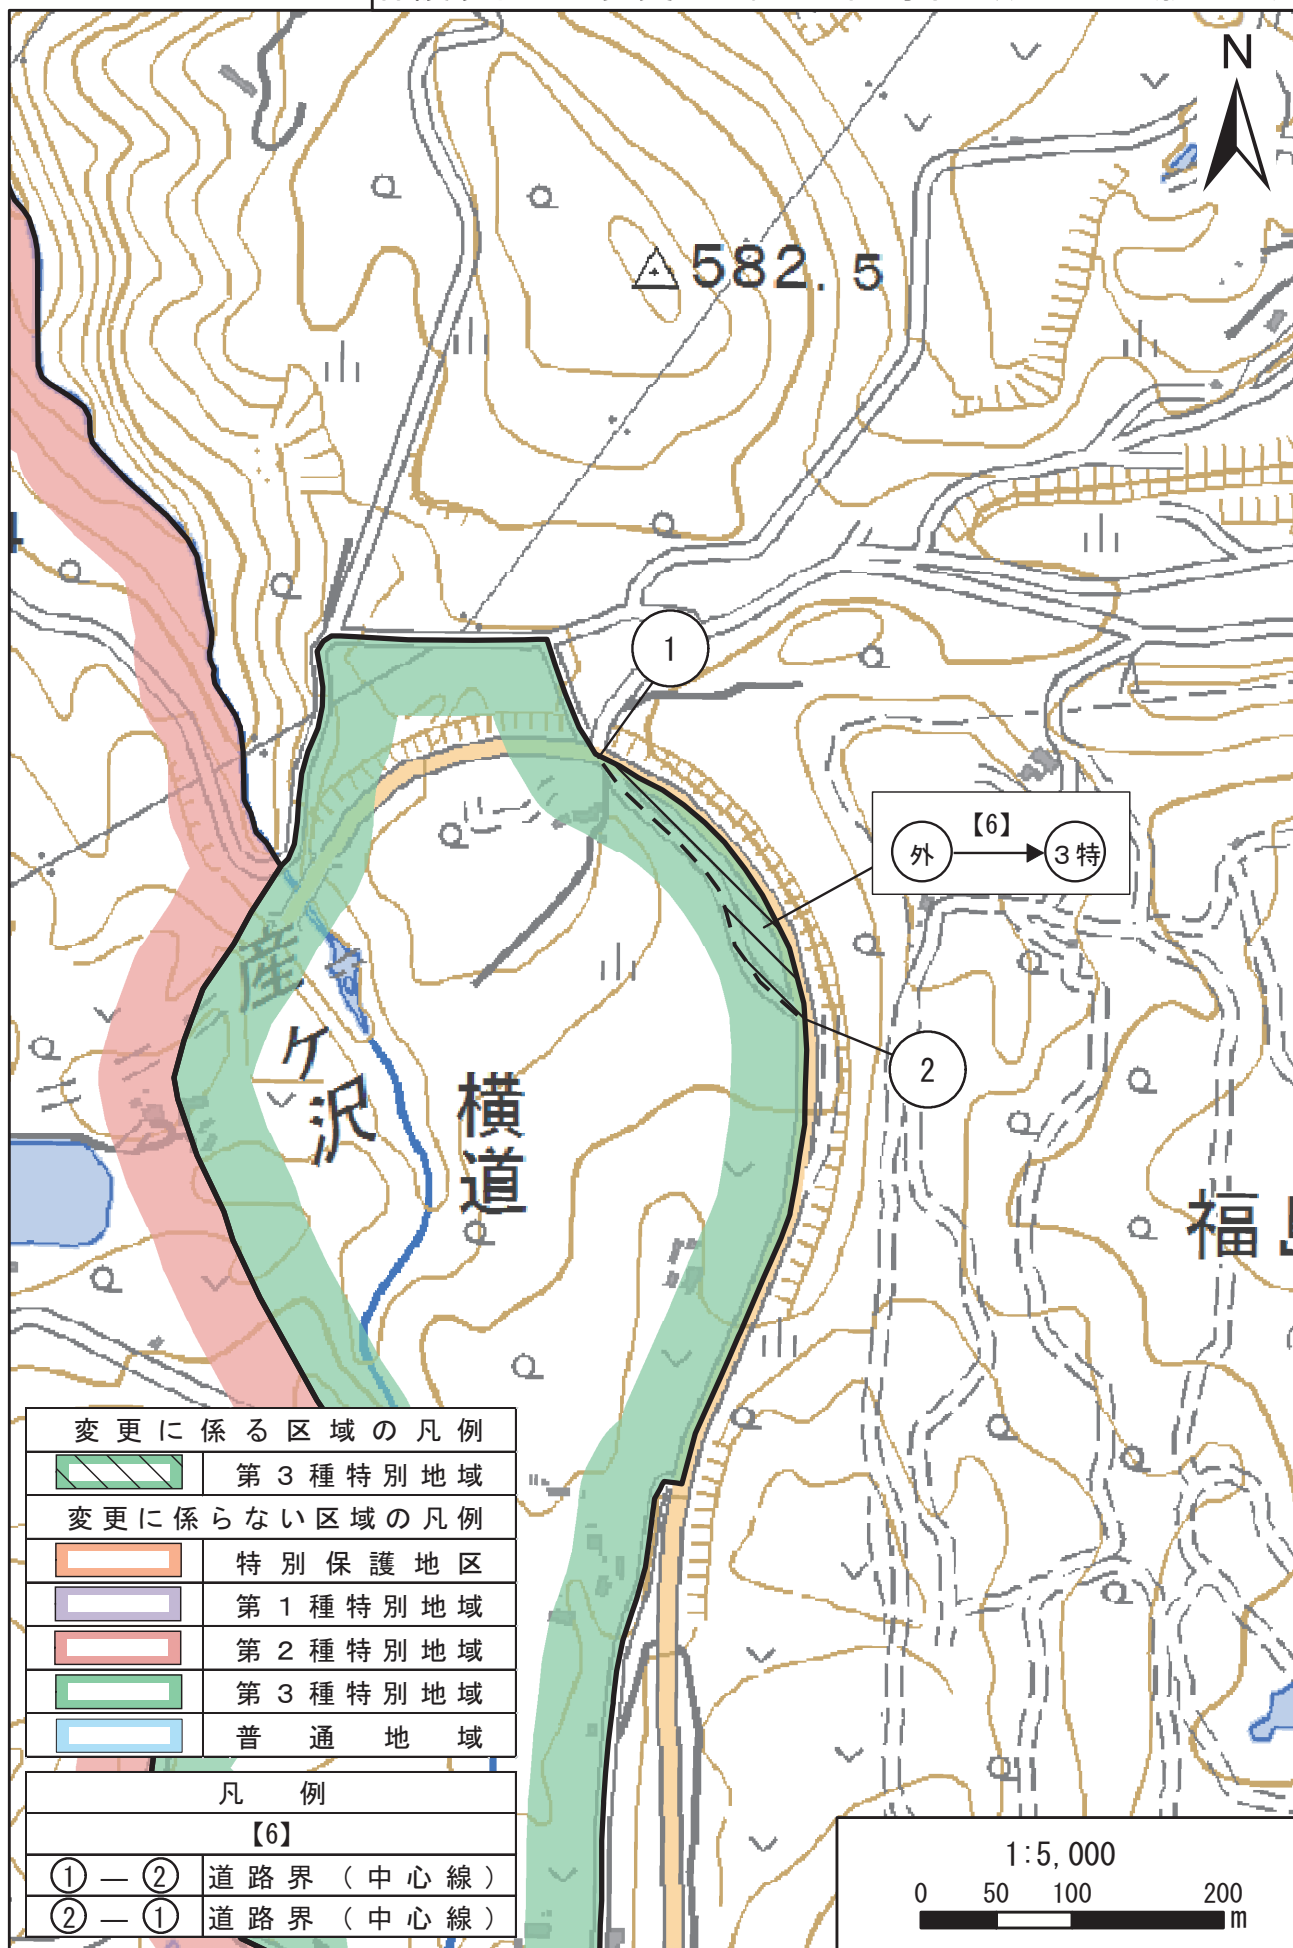 N
582.5
1
【6】
外 3特
2
産ケ沢
横道
福
変更に係る区域の凡例
第3種特別地域
変更に係らない区域の凡例
特別保護地区
第1種特別地域
第2種特別地域
第3種特別地域
普通地域
凡例
【6】
①―② 道路界(中心線)
②―① 道路界(中心線)
1:5,000
0 50 100 200
m